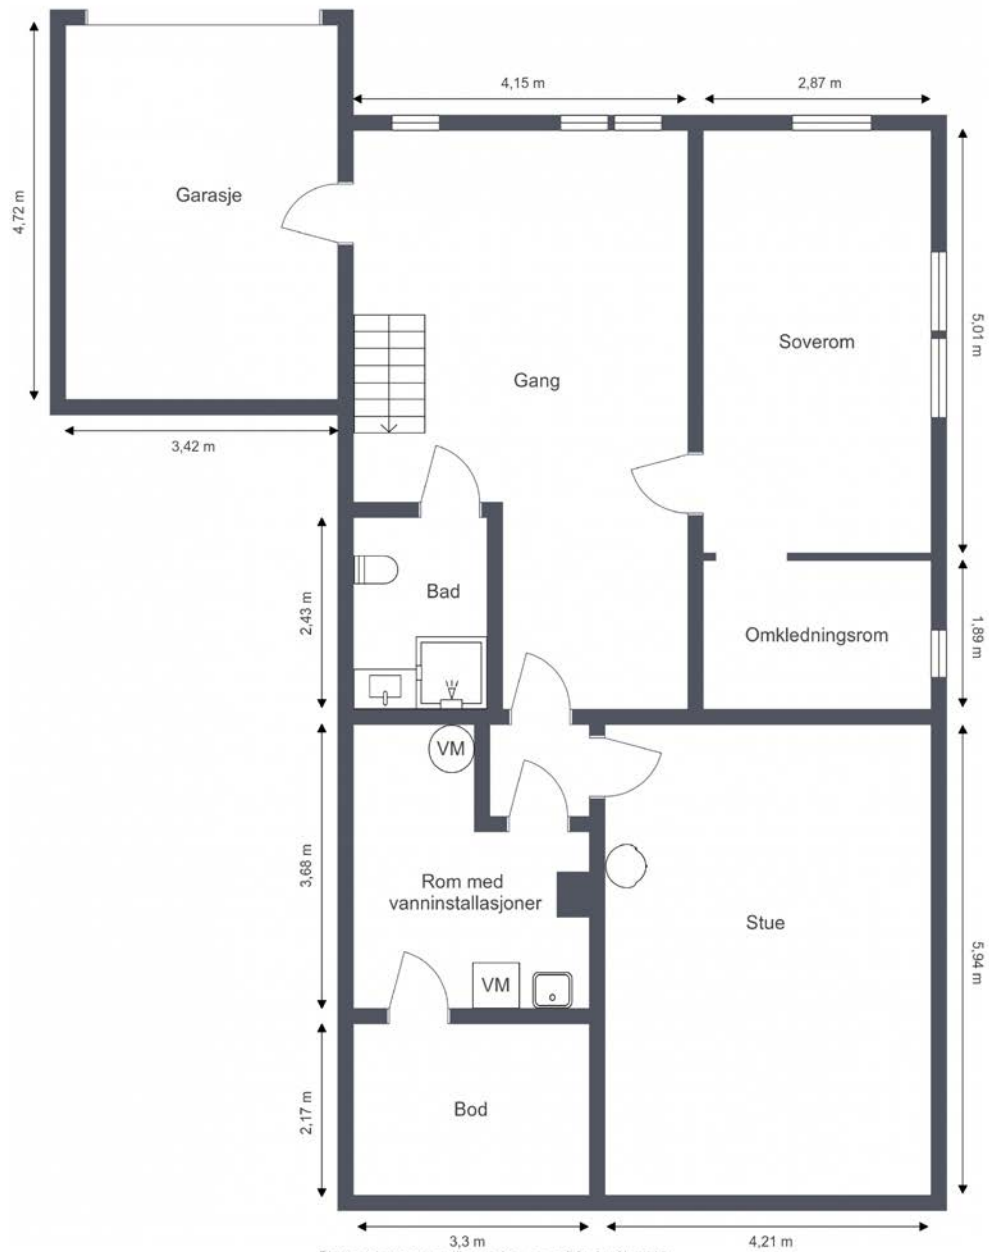 4,15 m
2,87 m
4,72 m
Garasje
5,01 m
Soverom
Gang
3,42 m
2,43 m
Bad
Omkledningsrom
1,89 m
VM
3,68 m
Rom med
vanninstallasjoner
Stue
5,94 m
VM
2,17 m
Bod
3,3 m
4,21 m